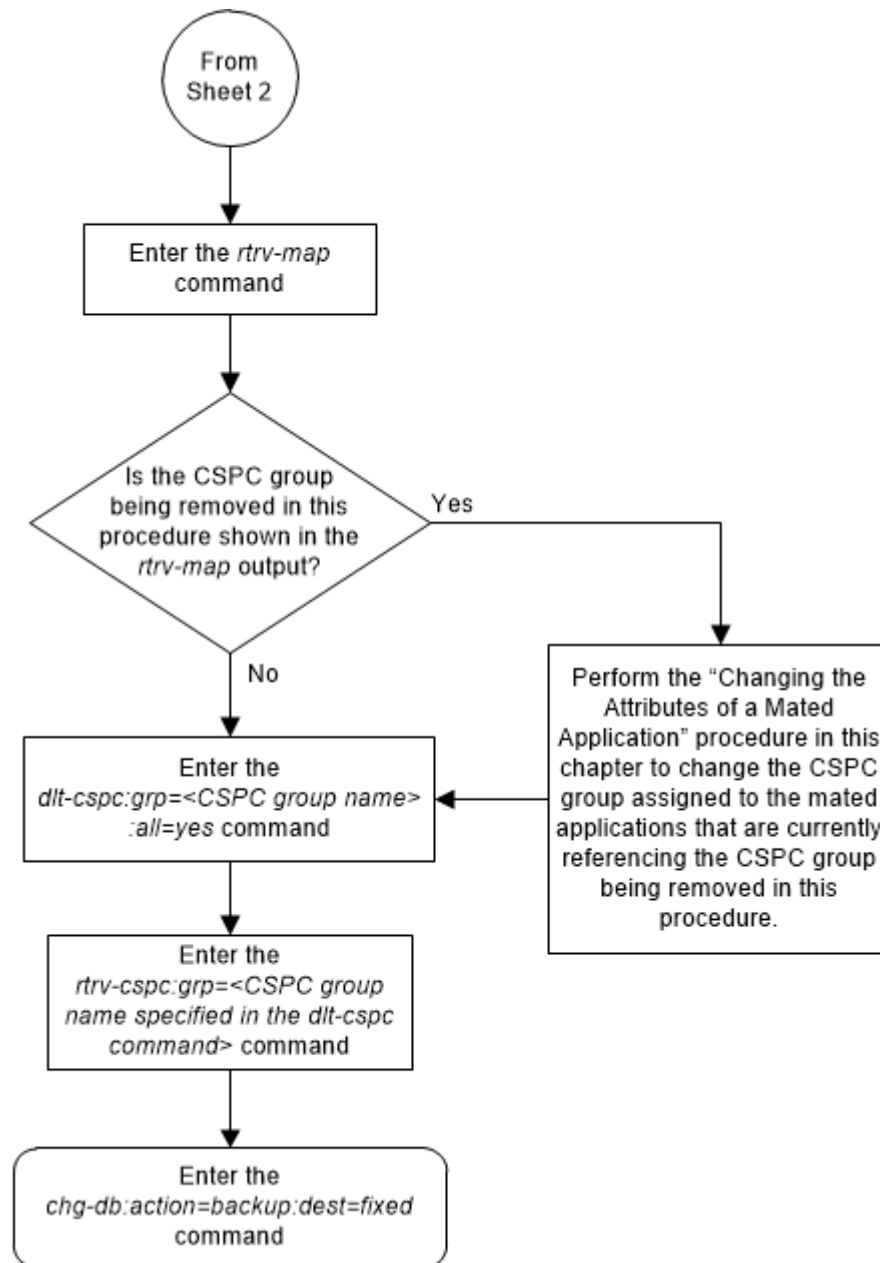 From
Sheet 2
Enter the rtrv-map
command
Is the CSPC group
being removed in this
procedure shown in the
rtrv-map output?
Yes
No
Perform the “Changing the
Attributes of a Mated
Application” procedure in this
chapter to change the CSPC
group assigned to the mated
applications that are currently
referencing the CSPC group
being removed in this
procedure.
Enter the
dlt-cspc:grp=<CSPC group name>
:all=yes command
Enter the
rtrv-cspc:grp=<CSPC group
name specified in the dlt-cspc
command> command
Enter the
chg-db:action=backup:dest=fixed
command